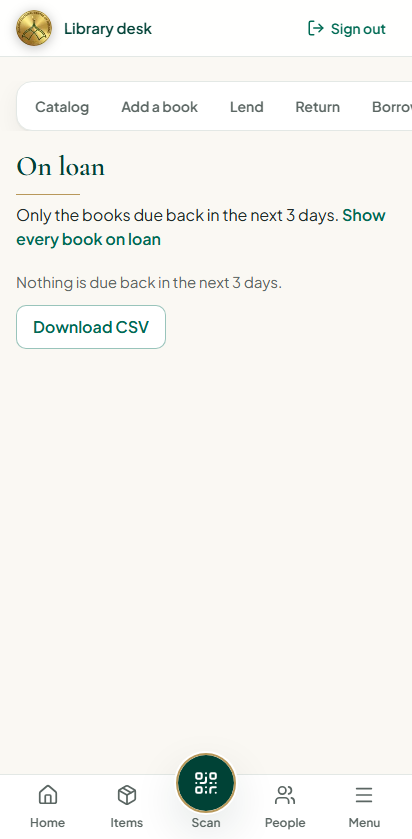 Library desk
Sign out
Catalog
Add a book
Lend
Return
On loan
Only the books due back in the next 3 days. Show
every book on loan
Nothing is due back in the next 3 days.
Download CSV
Home
Items
Scan
People
Menu